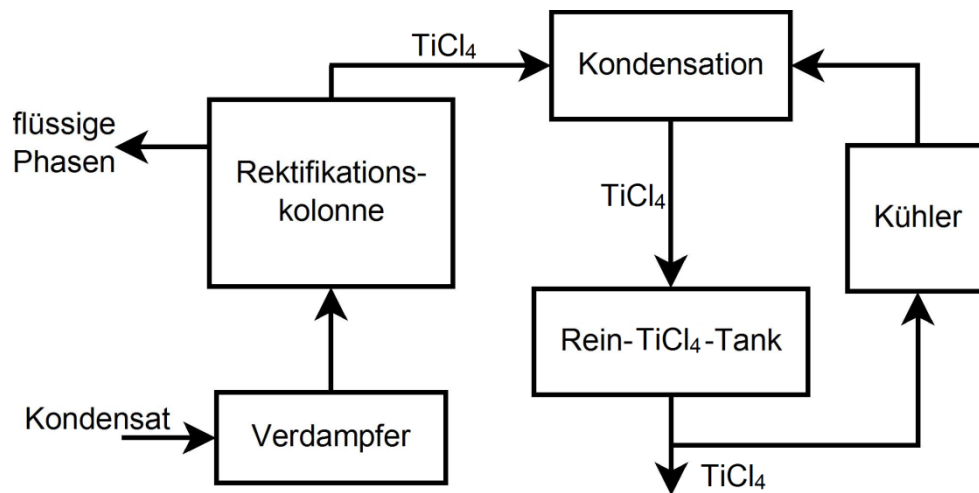 TiCl₄
Kondensation
flüssige
Phasen
Rektifikations-
kolonne
TiCl₄
Kühler
Rein-TiCl₄-Tank
Kondensat
Verdampfer
TiCl₄